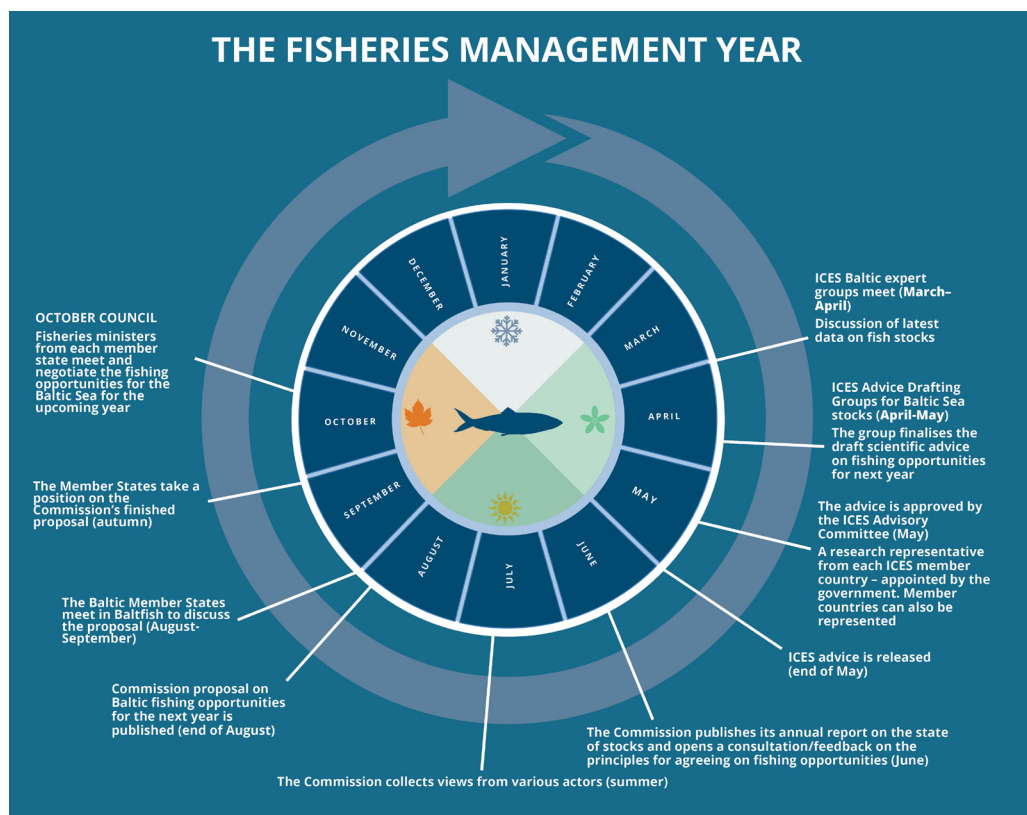 THE FISHERIES MANAGEMENT YEAR
JANUARY
FEBRUARY
MARCH
APRIL
MAY
JUNE
JULY
AUGUST
SEPTEMBER
OCTOBER
NOVEMBER
DECEMBER
ICES Baltic expert
groups meet (March–
April)
Discussion of latest
data on fish stocks
ICES Advice Drafting
Groups for Baltic Sea
stocks (April-May)
The group finalises the
draft scientific advice
on fishing opportunities
for next year
The advice is approved by
the ICES Advisory
Committee (May)
A research representative
from each ICES member
country – appointed by the
government. Member
countries can also be
represented
ICES advice is released
(end of May)
The Commission publishes its annual report on the state
of stocks and opens a consultation/feedback on the
principles for agreeing on fishing opportunities (June)
The Commission collects views from various actors (summer)
Commission proposal on
Baltic fishing opportunities
for the next year is
published (end of August)
The Baltic Member States
meet in Baltfish to discuss
the proposal (August-
September)
The Member States take a
position on the
Commission's finished
proposal (autumn)
OCTOBER COUNCIL
Fisheries ministers
from each member
state meet and
negotiate the fishing
opportunities for the
Baltic Sea for the
upcoming year